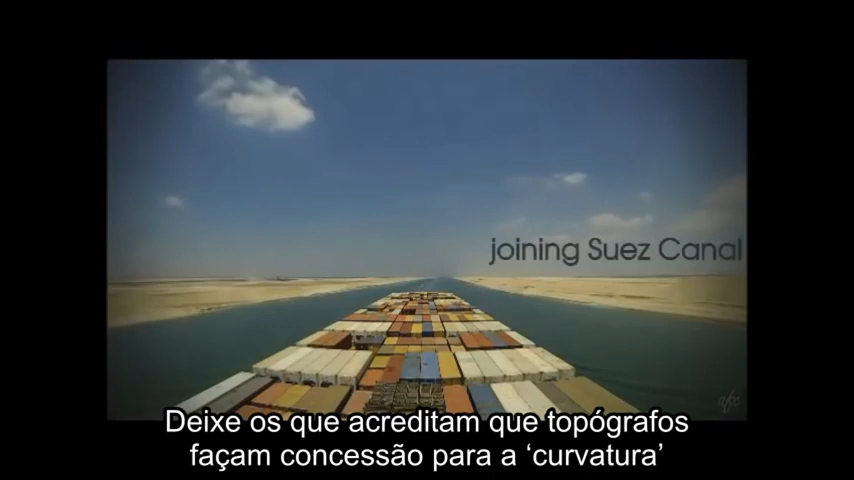 joining Suez Canal
Deixe os que acreditam que topógrafos
façam concessão para a ‘curvatura’